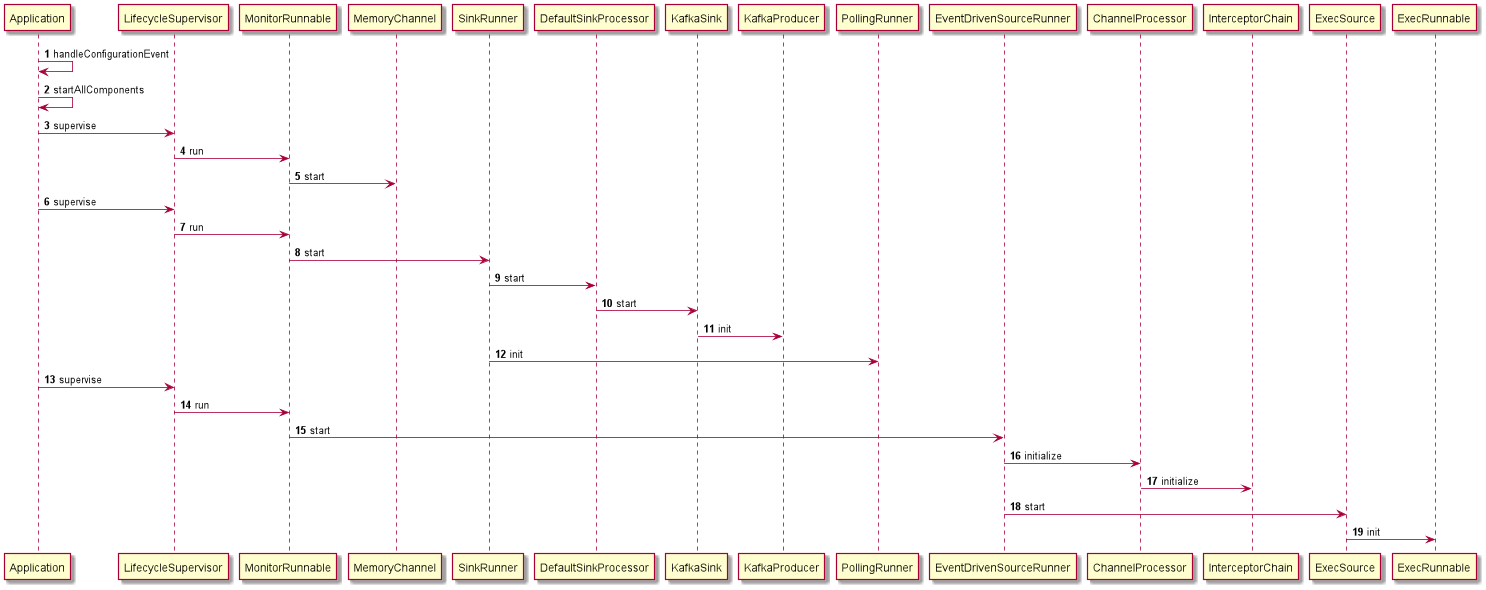 Application LifecycleSupervisor MonitorRunnable MemoryChannel SinkRunner DefaultSinkProcessor KafkaSink KafkaProducer PollingRunner EventDrivenSourceRunner ChannelProcessor InterceptorChain ExecSource ExecRunnable
1 handleConfigurationEvent
2 startAllComponents
3 supervise
4 run
5 start
6 supervise
7 run
8 start
9 start
10 start
11 init
12 init
13 supervise
14 run
15 start
16 initialize
17 initialize
18 start
19 init
Application LifecycleSupervisor MonitorRunnable MemoryChannel SinkRunner DefaultSinkProcessor KafkaSink KafkaProducer PollingRunner EventDrivenSourceRunner ChannelProcessor InterceptorChain ExecSource ExecRunnable